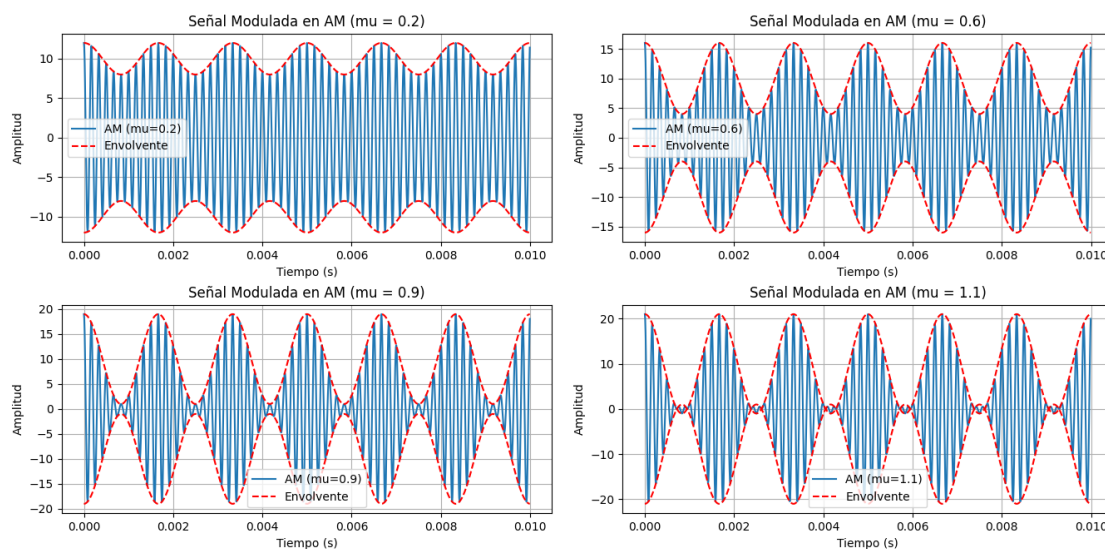 Señal Modulada en AM (mu = 0.2)
Amplitud
10
5
0
−5
−10
AM (mu=0.2)
Envolvente
0.000 0.002 0.004 0.006 0.008 0.010
Tiempo (s)
Señal Modulada en AM (mu = 0.6)
Amplitud
15
10
5
0
−5
−10
−15
AM (mu=0.6)
Envolvente
0.000 0.002 0.004 0.006 0.008 0.010
Tiempo (s)
Señal Modulada en AM (mu = 0.9)
Amplitud
20
15
10
5
0
−5
−10
−15
−20
AM (mu=0.9)
Envolvente
0.000 0.002 0.004 0.006 0.008 0.010
Tiempo (s)
Señal Modulada en AM (mu = 1.1)
Amplitud
20
10
0
−10
−20
AM (mu=1.1)
Envolvente
0.000 0.002 0.004 0.006 0.008 0.010
Tiempo (s)